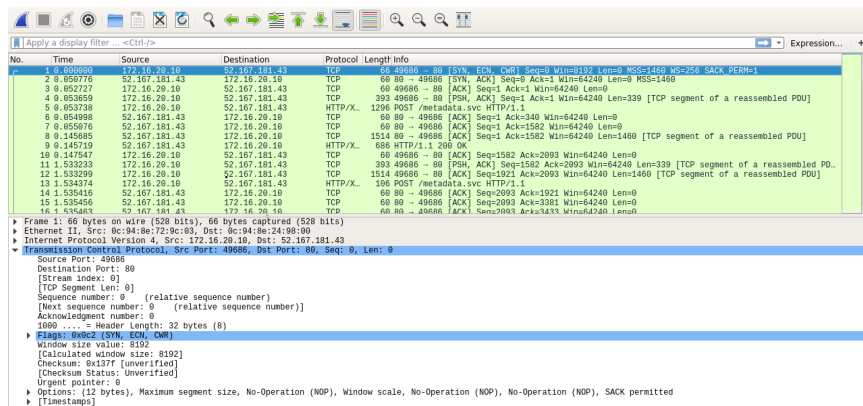 Apply a display filter ... <Ctrl-/>
Expression...
+
No. Time Source Destination Protocol Length Info
1 0.000000 172.16.20.10 52.167.181.43 TCP 66 49686 → 80 [SYN, ECN, CWR] Seq=0 Win=8192 Len=0 MSS=1460 WS=256 SACK_PERM=1
2 0.050776 52.167.181.43 172.16.20.10 TCP 60 80 → 49686 [SYN, ACK] Seq=0 Ack=1 Win=64240 Len=0 MSS=1460
3 0.052727 172.16.20.10 52.167.181.43 TCP 60 49686 → 80 [ACK] Seq=1 Ack=1 Win=64240 Len=0
4 0.053659 172.16.20.10 52.167.181.43 TCP 393 49686 → 80 [PSH, ACK] Seq=1 Ack=1 Win=64240 Len=339 [TCP segment of a reassembled PDU]
5 0.053738 172.16.20.10 52.167.181.43 HTTP/X… 1296 POST /metadata.svc HTTP/1.1
6 0.054998 52.167.181.43 172.16.20.10 TCP 60 80 → 49686 [ACK] Seq=1 Ack=340 Win=64240 Len=0
7 0.055076 52.167.181.43 172.16.20.10 TCP 60 80 → 49686 [ACK] Seq=1 Ack=1582 Win=64240 Len=0
8 0.145685 52.167.181.43 172.16.20.10 TCP 1514 80 → 49686 [ACK] Seq=1 Ack=1582 Win=64240 Len=1460 [TCP segment of a reassembled PDU]
9 0.145719 52.167.181.43 172.16.20.10 HTTP/X… 686 HTTP/1.1 200 OK
10 0.147547 172.16.20.10 52.167.181.43 TCP 60 49686 → 80 [ACK] Seq=1582 Ack=2093 Win=64240 Len=0
11 1.533233 172.16.20.10 52.167.181.43 TCP 393 49686 → 80 [PSH, ACK] Seq=1582 Ack=2093 Win=64240 Len=339 [TCP segment of a reassembled PD…
12 1.533299 172.16.20.10 52.167.181.43 TCP 1514 49686 → 80 [ACK] Seq=1921 Ack=2093 Win=64240 Len=1460 [TCP segment of a reassembled PDU]
13 1.534374 172.16.20.10 52.167.181.43 HTTP/X… 106 POST /metadata.svc HTTP/1.1
14 1.535416 52.167.181.43 172.16.20.10 TCP 60 80 → 49686 [ACK] Seq=2093 Ack=1921 Win=64240 Len=0
15 1.535456 52.167.181.43 172.16.20.10 TCP 60 80 → 49686 [ACK] Seq=2093 Ack=3381 Win=64240 Len=0
16 1.535463 52.167.181.43 172.16.20.10 TCP 60 80 → 49686 [ACK] Seq=2093 Ack=3433 Win=64240 Len=0
Frame 1: 66 bytes on wire (528 bits), 66 bytes captured (528 bits)
Ethernet II, Src: 0c:94:8e:72:9c:03, Dst: 0c:94:8e:24:98:00
Internet Protocol Version 4, Src: 172.16.20.10, Dst: 52.167.181.43
Transmission Control Protocol, Src Port: 49686, Dst Port: 80, Seq: 0, Len: 0
Source Port: 49686
Destination Port: 80
[Stream index: 0]
[TCP Segment Len: 0]
Sequence number: 0 (relative sequence number)
[Next sequence number: 0 (relative sequence number)]
Acknowledgment number: 0
1000 .... = Header Length: 32 bytes (8)
Flags: 0x0c2 (SYN, ECN, CWR)
Window size value: 8192
[Calculated window size: 8192]
Checksum: 0x137f [unverified]
[Checksum Status: Unverified]
Urgent pointer: 0
Options: (12 bytes), Maximum segment size, No-Operation (NOP), Window scale, No-Operation (NOP), No-Operation (NOP), SACK permitted
[Timestamps]